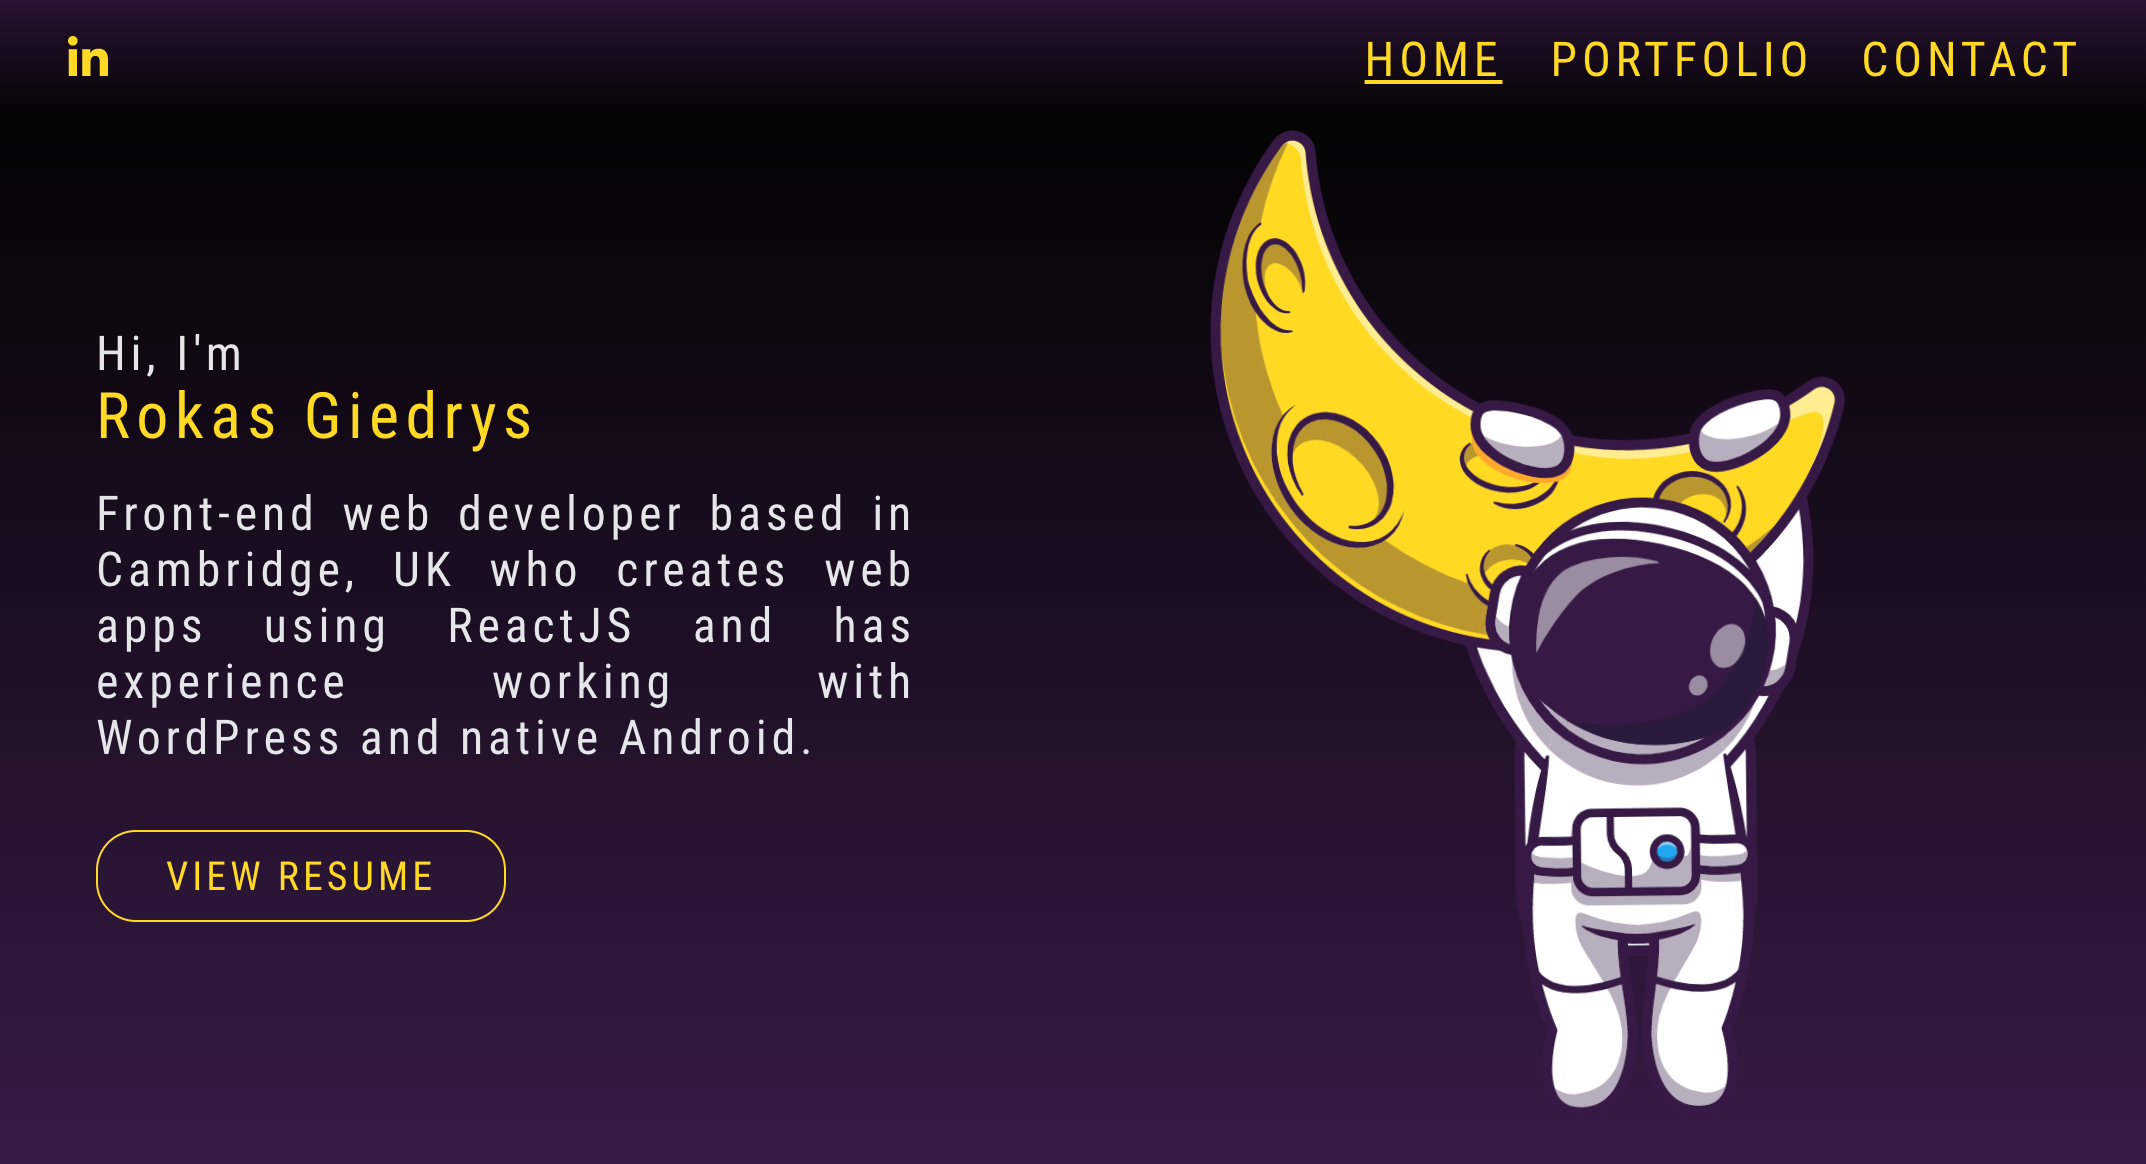 in
HOME PORTFOLIO CONTACT
Hi, I'm
Rokas Giedrys
Front-end web developer based in
Cambridge, UK who creates web
apps using ReactJS and has
experience working with
WordPress and native Android.
VIEW RESUME